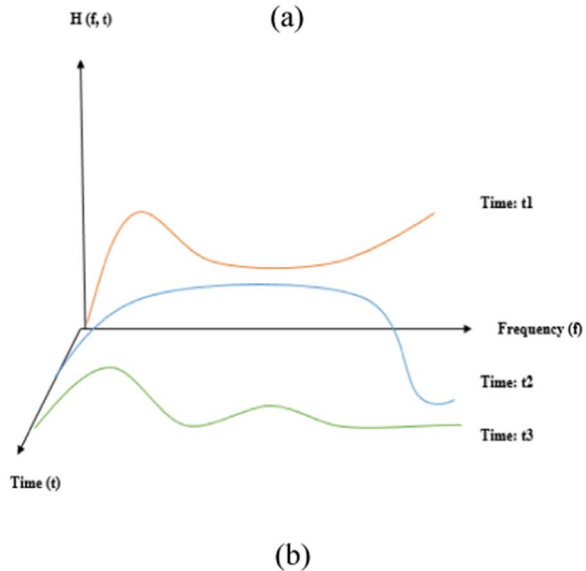 (a)
H (f, t)
Time: t1
Frequency (f)
Time: t2
Time: t3
Time (t)
(b)